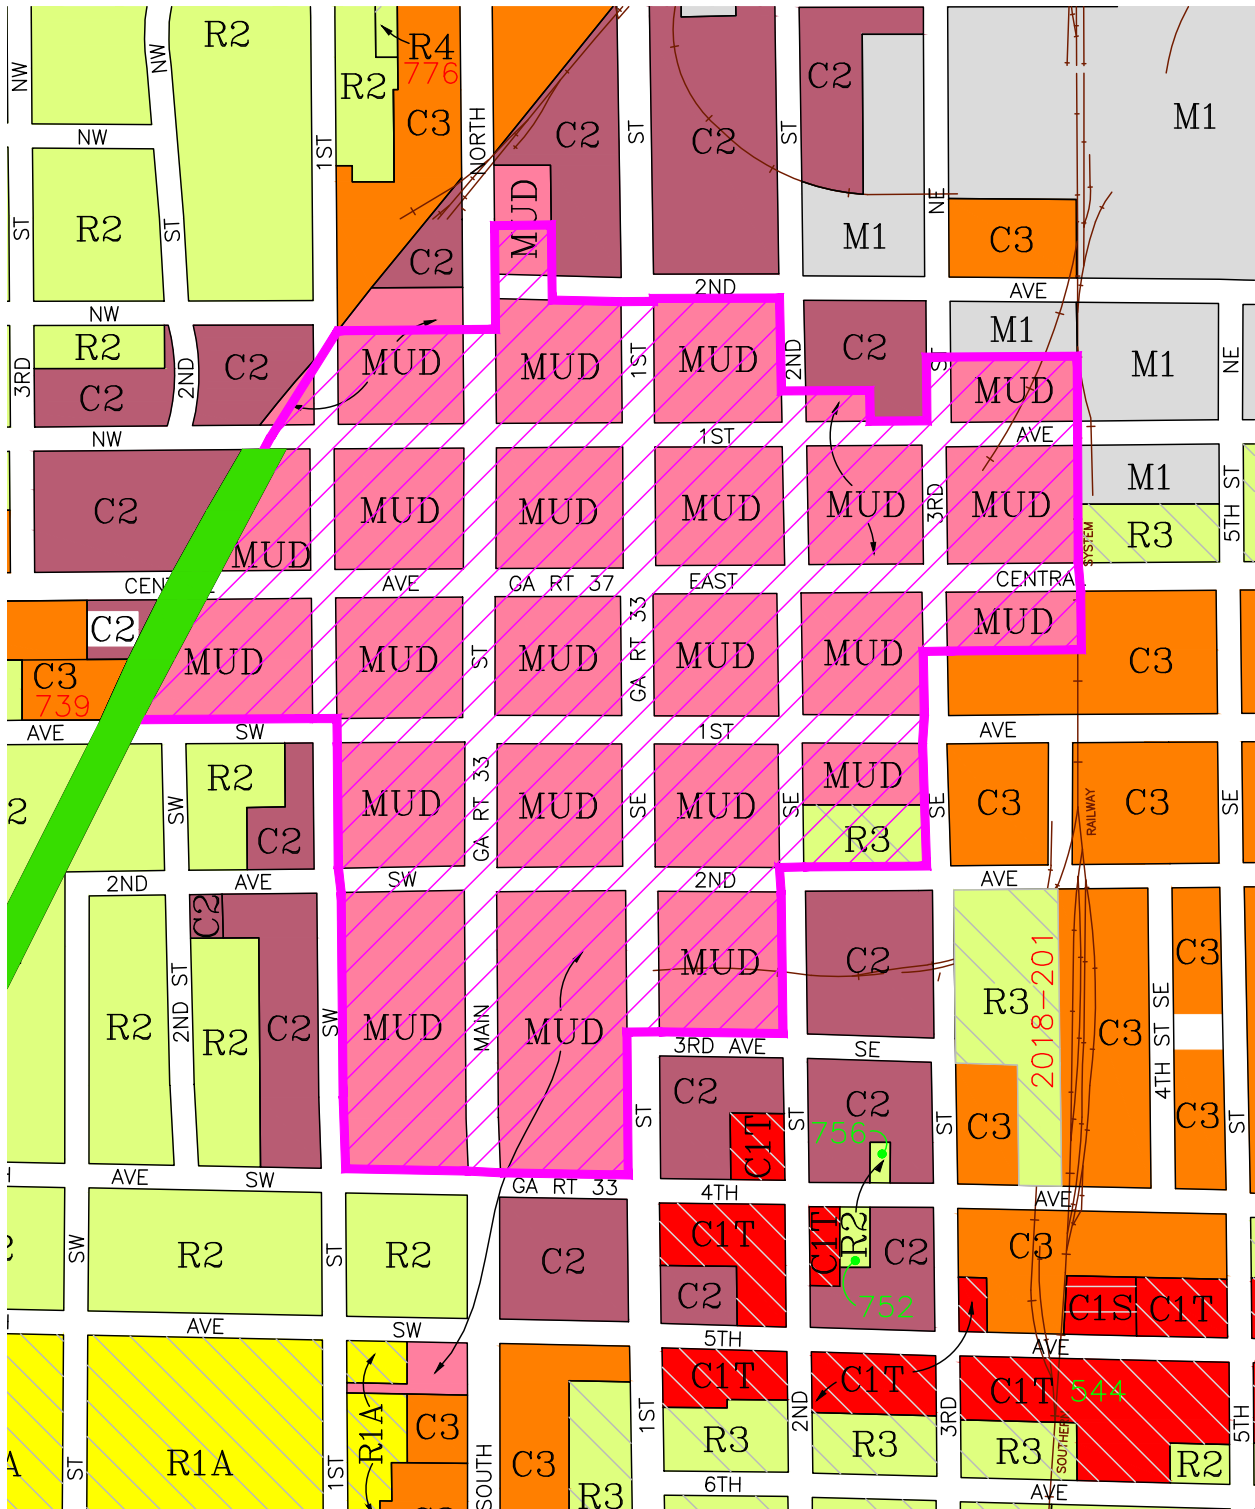 R2
NW
NW
R4
776
R2
C3
C2
C2
C2
M1
NW
1ST
NORTH
ST
ST
NE
ST
R2
ST
MUD
M1
C3
C2
2ND
AVE
NW
R2
C2
C2
3RD
2ND
MUD
MUD
1ST
MUD
2ND
C2
ST
M1
MUD
M1
NE
NW
1ST
AVE
C2
MUD
MUD
MUD
MUD
MUD
3RD
MUD
M1
R3
5TH ST
SYSTEM
AVE
GA RT 37
EAST
CENTRA
C2
C3
739
MUD
MUD
ST
MUD
GA RT 33
MUD
MUD
MUD
C3
AVE
SW
1ST
AVE
2
R2
C2
SW
MUD
GA RT 33
MUD
SE
MUD
SE
MUD
R3
SE
C3
C3
RAILWAY
SE
2ND
AVE
SW
2ND
AVE
C2
R2
2ND ST
R2
C2
SW
MUD
MAIN
MUD
MUD
C2
R3
2018-201
C3
4TH ST SE
C3
C3
3RD AVE
SE
C2
C1T
ST
ST
C2
756
ST
C3
ST
AVE
SW
GA RT 33
4TH
AVE
2
SW
R2
ST
R2
C2
C1T
C2
C1T
R2
C2
752
C3
C1S
C1T
AVE
SW
5TH
AVE
A
ST
R1A
1ST
R1A
C3
SOUTH
C3
R3
1ST
C1T
R3
2ND
C1T
R3
3RD
C1T
544
R3
SOUTHERN
R2
5TH
6TH
AVE